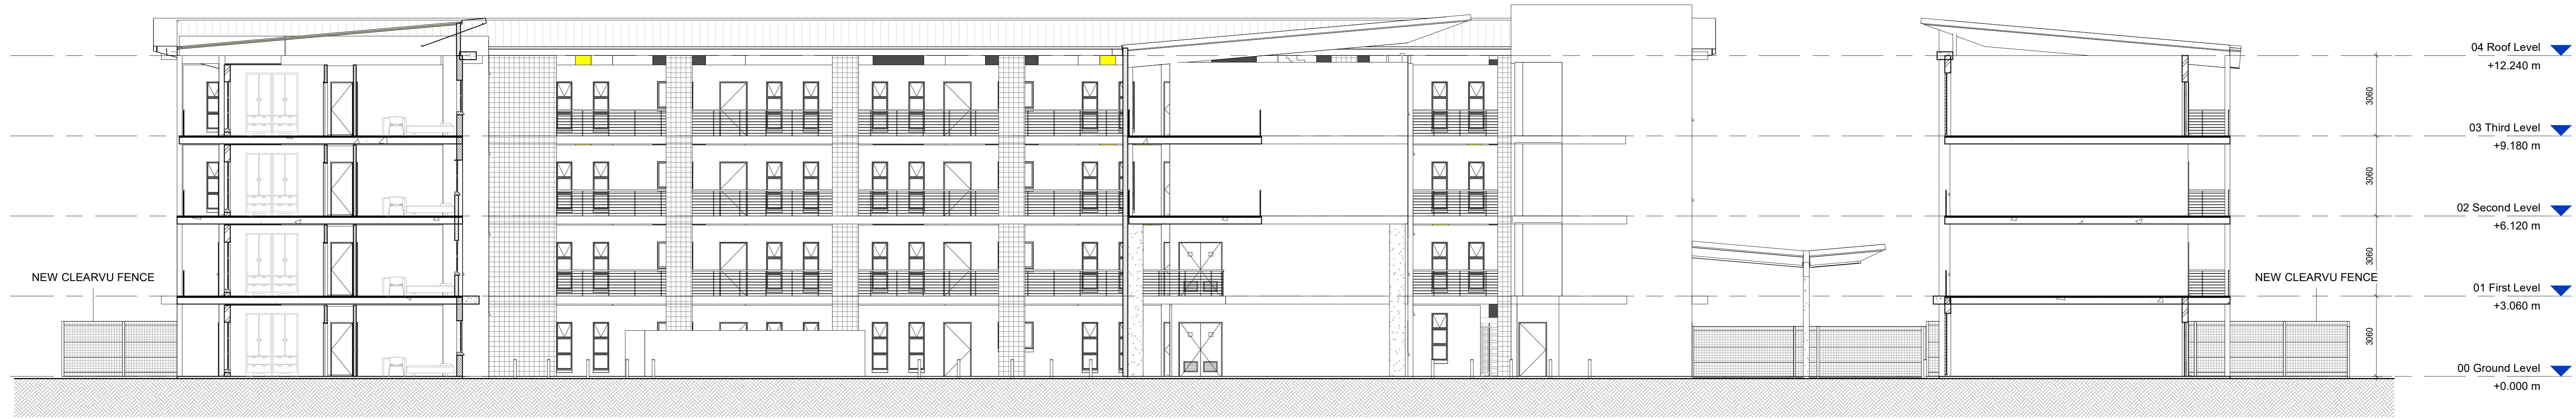 04 Roof Level
+12.240 m
3060
03 Third Level
+9.180 m
3060
02 Second Level
+6.120 m
3060
NEW CLEARVU FENCE
NEW CLEARVU FENCE
01 First Level
+3.060 m
3060
00 Ground Level
+0.000 m